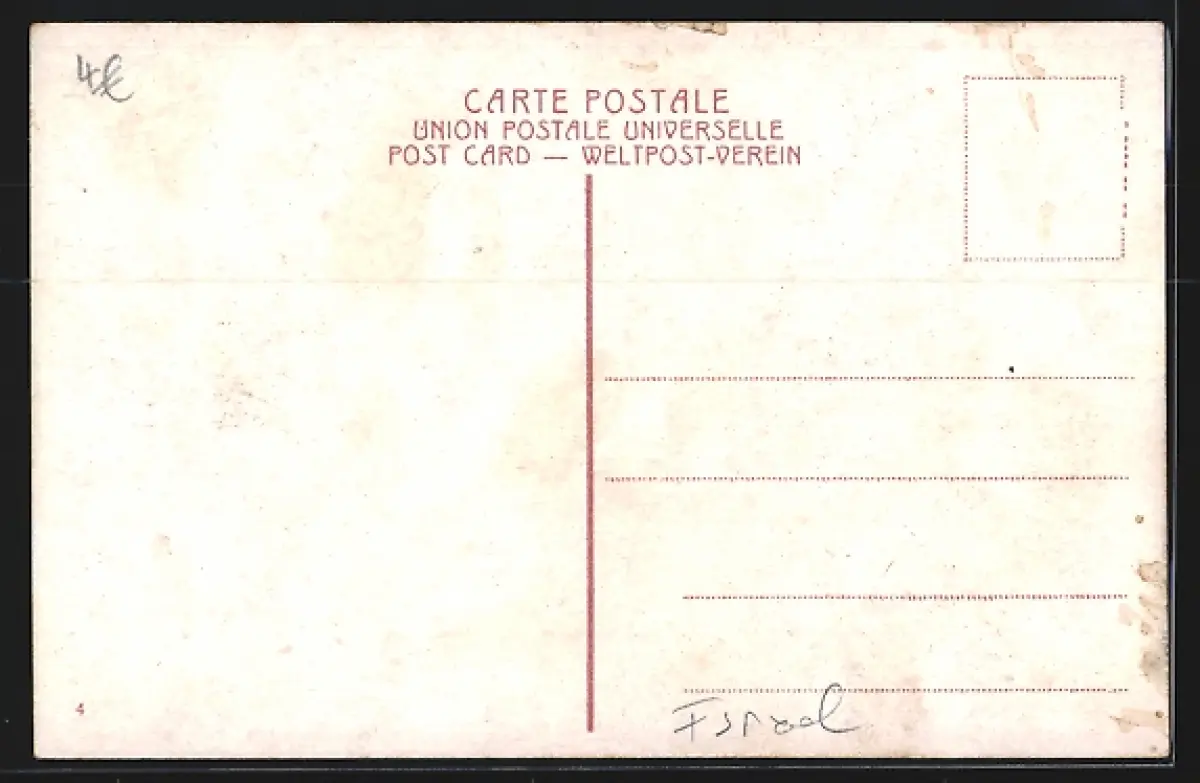 4€
CARTE POSTALE
UNION POSTALE UNIVERSELLE
POST CARD — WELTPOST-VEREIN
4
Israel